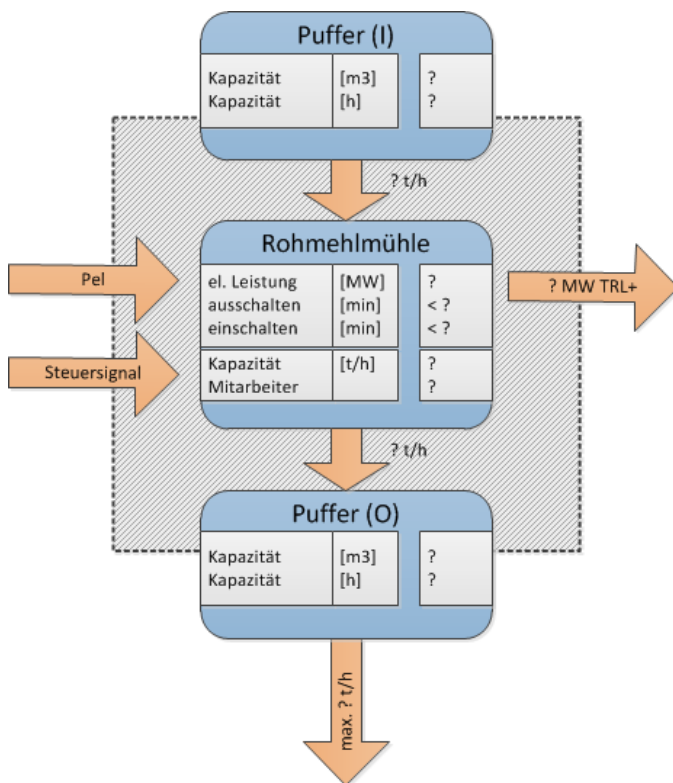 Puffer (I)
Kapazität [m3] ?
Kapazität [h] ?
? t/h
Rohmehlmühle
Pel
el. Leistung [MW] ?
ausschalten [min] < ?
einschalten [min] < ?
? MW TRL+
Steuersignal
Kapazität [t/h] ?
Mitarbeiter ?
? t/h
Puffer (O)
Kapazität [m3] ?
Kapazität [h] ?
max. ? t/h